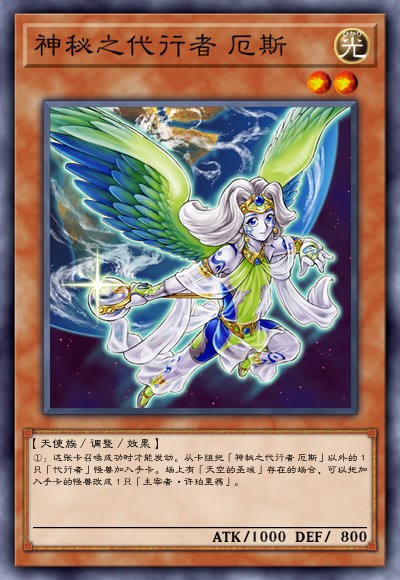 神秘之代行者 厄斯
ひかり
光
【天使族／调整／效果】
①：这张卡召唤成功时才能发动。从卡组把「神秘之代行者 厄斯」以外的1
只「代行者」怪兽加入手卡。场上有「天空的圣域」存在的场合，可以把加
入手卡的怪兽改成1只「主宰者·许珀里翁」。
ATK/1000 DEF/ 800